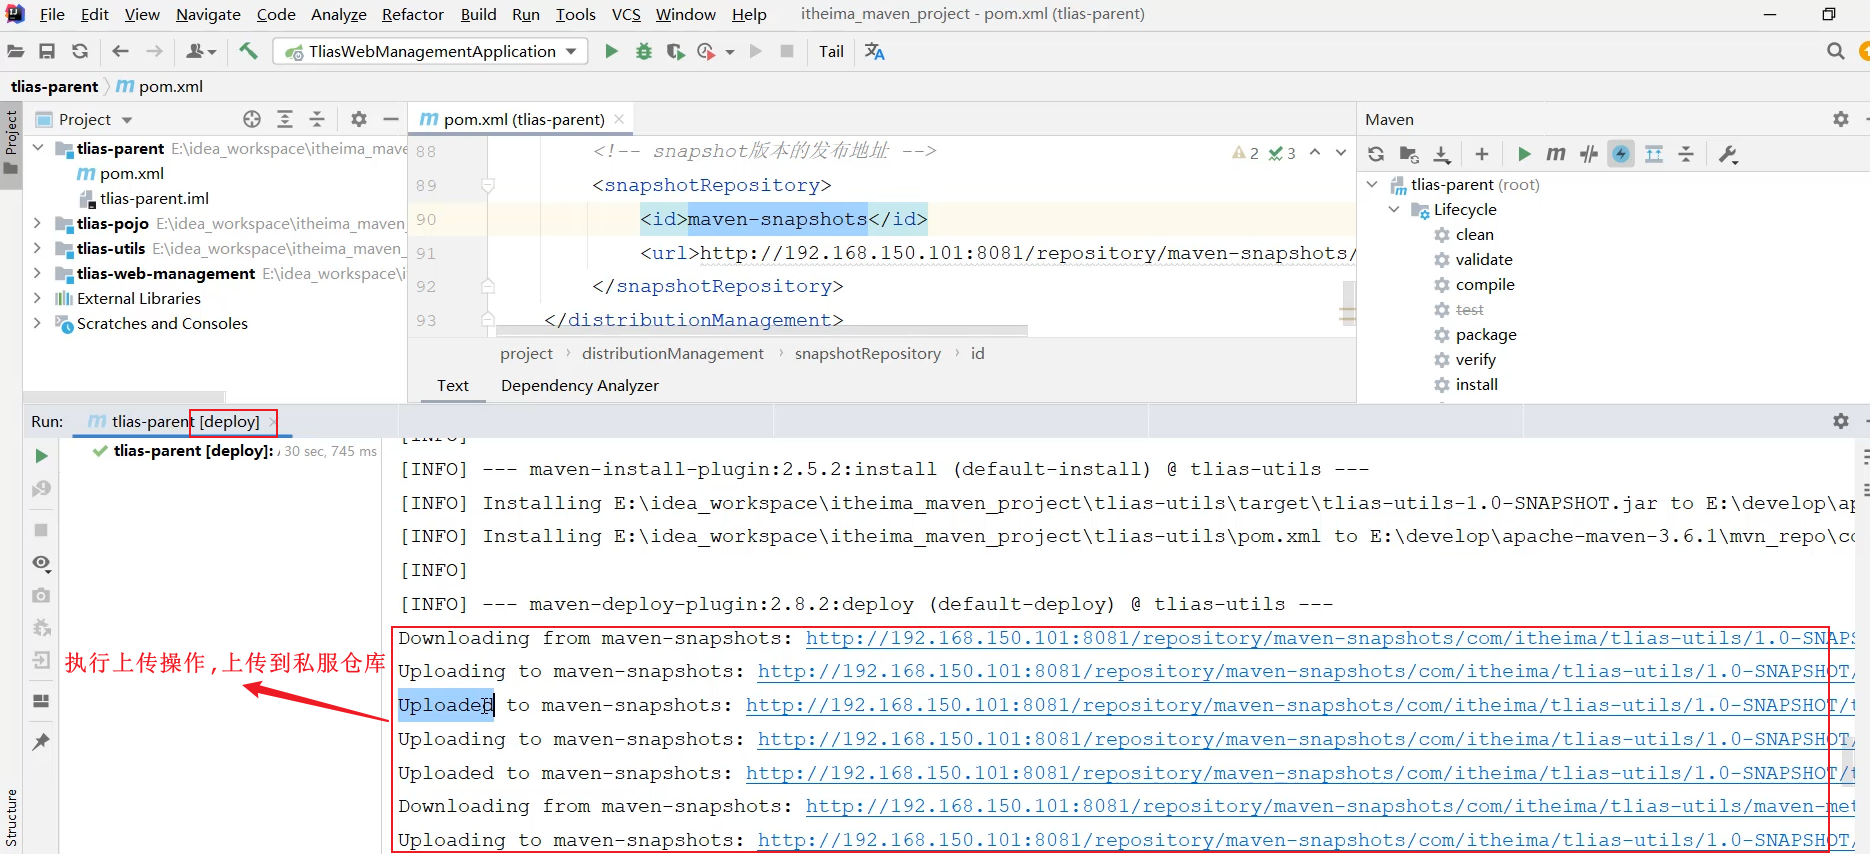 File Edit View Navigate Code Analyze Refactor Build Run Tools VCS Window Help itheima_maven_project - pom.xml (tlias-parent)
TliasWebManagementApplication Tail
tlias-parent pom.xml
Project
Project
tlias-parent E:\idea_workspace\itheima_mave
pom.xml
tlias-parent.iml
tlias-pojo E:\idea_workspace\itheima_maven_
tlias-utils E:\idea_workspace\itheima_maven_
tlias-web-management E:\idea_workspace\i
External Libraries
Scratches and Consoles
pom.xml (tlias-parent)
88 <!-- snapshot版本的发布地址 -->
2 3
89 <snapshotRepository>
90 <id>maven-snapshots</id>
91 <url>http://192.168.150.101:8081/repository/maven-snapshots/
92 </snapshotRepository>
93 </distributionManagement>
project › distributionManagement › snapshotRepository › id
Text Dependency Analyzer
Maven
tlias-parent (root)
Lifecycle
clean
validate
compile
test
package
verify
install
Run: tlias-parent [deploy]
tlias-parent [deploy]: 30 sec, 745 ms
[INFO]
[INFO] --- maven-install-plugin:2.5.2:install (default-install) @ tlias-utils ---
[INFO] Installing E:\idea_workspace\itheima_maven_project\tlias-utils\target\tlias-utils-1.0-SNAPSHOT.jar to E:\develop\ap
[INFO] Installing E:\idea_workspace\itheima_maven_project\tlias-utils\pom.xml to E:\develop\apache-maven-3.6.1\mvn_repo\co
[INFO]
[INFO] --- maven-deploy-plugin:2.8.2:deploy (default-deploy) @ tlias-utils ---
Downloading from maven-snapshots: http://192.168.150.101:8081/repository/maven-snapshots/com/itheima/tlias-utils/1.0-SNAPS
Uploading to maven-snapshots: http://192.168.150.101:8081/repository/maven-snapshots/com/itheima/tlias-utils/1.0-SNAPSHOT/
Uploaded to maven-snapshots: http://192.168.150.101:8081/repository/maven-snapshots/com/itheima/tlias-utils/1.0-SNAPSHOT/t
Uploading to maven-snapshots: http://192.168.150.101:8081/repository/maven-snapshots/com/itheima/tlias-utils/1.0-SNAPSHOT/
Uploaded to maven-snapshots: http://192.168.150.101:8081/repository/maven-snapshots/com/itheima/tlias-utils/1.0-SNAPSHOT/t
Downloading from maven-snapshots: http://192.168.150.101:8081/repository/maven-snapshots/com/itheima/tlias-utils/maven-met
Uploading to maven-snapshots: http://192.168.150.101:8081/repository/maven-snapshots/com/itheima/tlias-utils/1.0-SNAPSHOT/
执行上传操作,上传到私服仓库
Structure